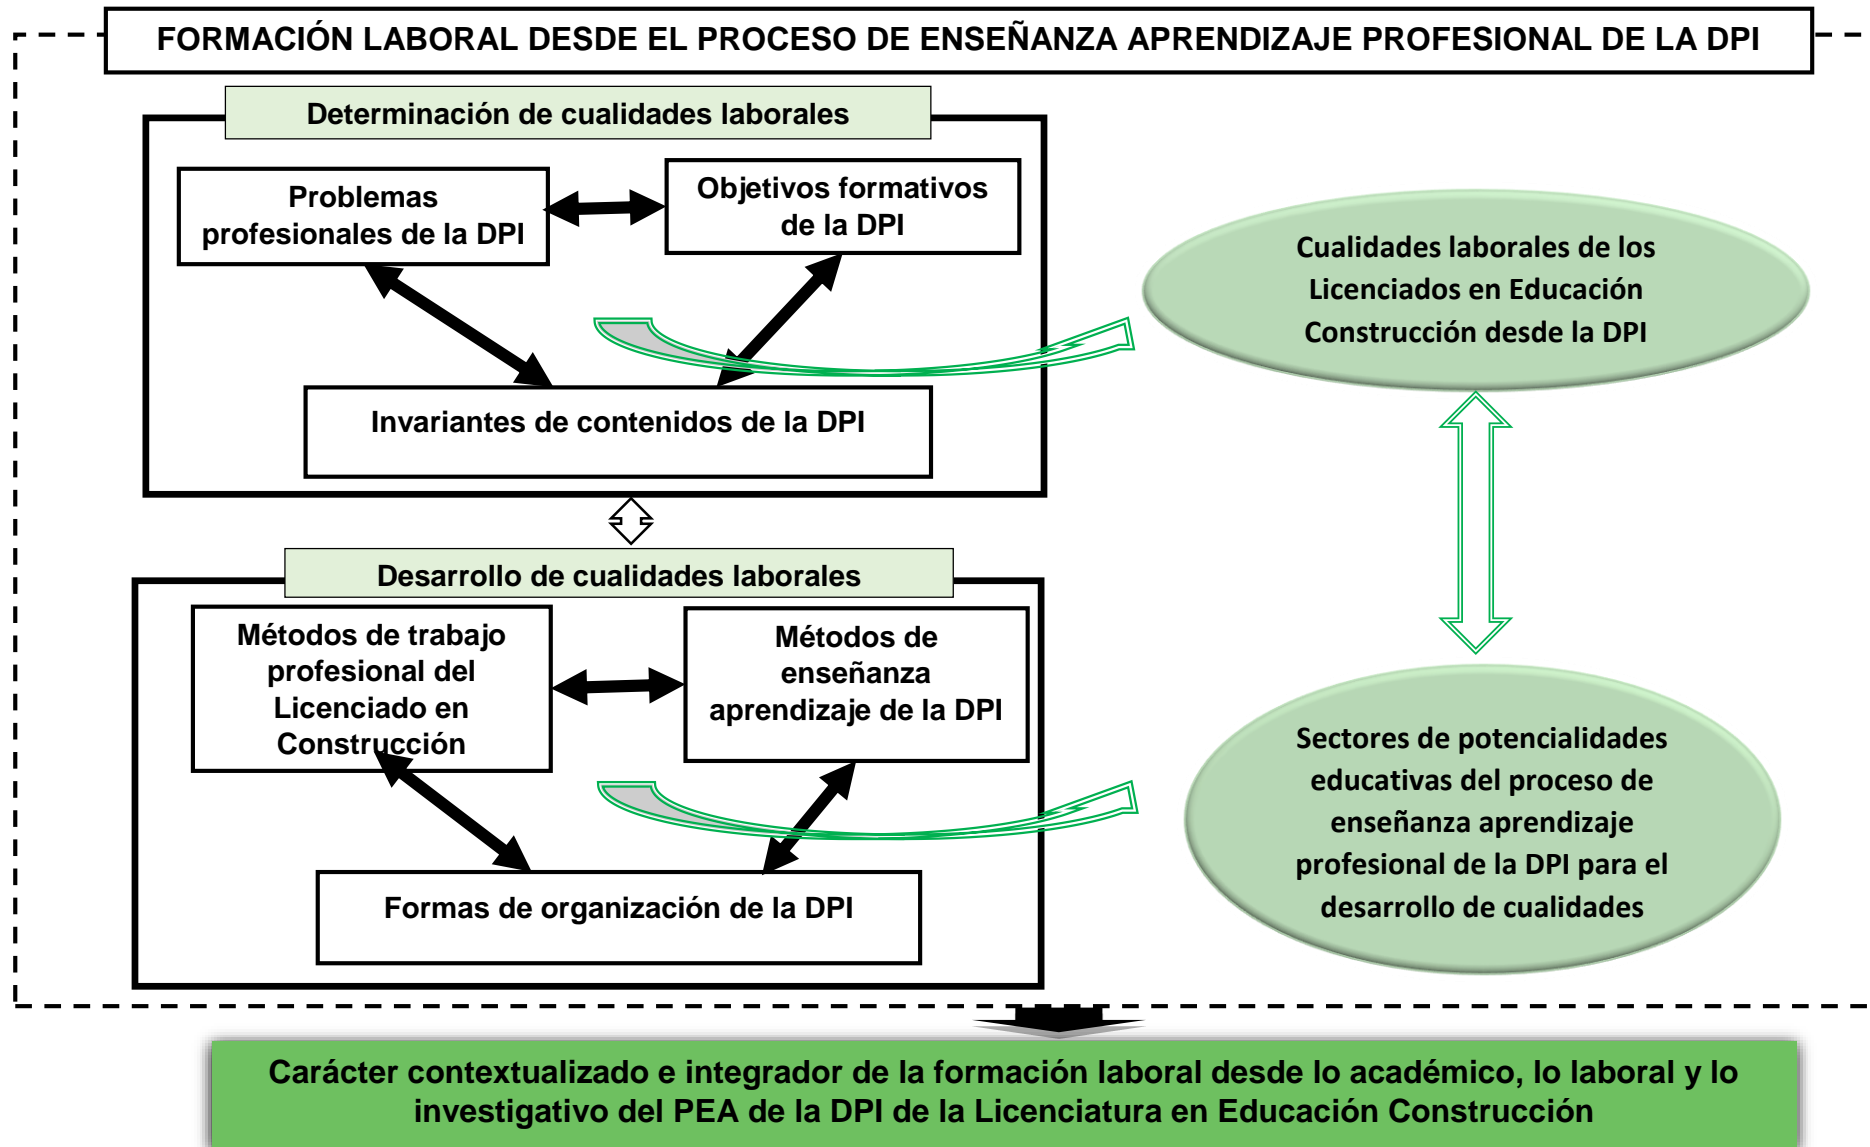 FORMACIÓN LABORAL DESDE EL PROCESO DE ENSEÑANZA APRENDIZAJE PROFESIONAL DE LA DPI
Determinación de cualidades laborales
Problemas
profesionales de la DPI
Objetivos formativos
de la DPI
Invariantes de contenidos de la DPI
Cualidades laborales de los
Licenciados en Educación
Construcción desde la DPI
Desarrollo de cualidades laborales
Métodos de trabajo
profesional del
Licenciado en
Construcción
Métodos de
enseñanza
aprendizaje de la DPI
Formas de organización de la DPI
Sectores de potencialidades
educativas del proceso de
enseñanza aprendizaje
profesional de la DPI para el
desarrollo de cualidades
Carácter contextualizado e integrador de la formación laboral desde lo académico, lo laboral y lo
investigativo del PEA de la DPI de la Licenciatura en Educación Construcción